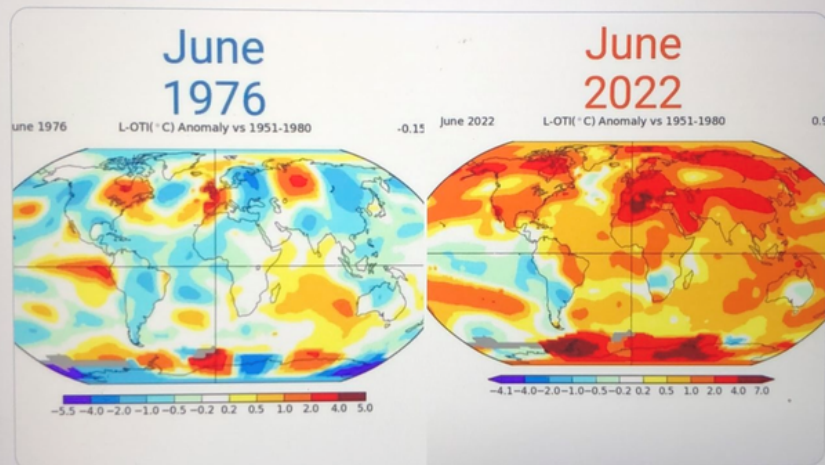 June
1976
une 1976 L-OTI(°C) Anomaly vs 1951-1980 -0.15
-5.5 -4.0 -2.0 -1.0 -0.5 -0.2 0.2 0.5 1.0 2.0 4.0 5.0
June
2022
June 2022 L-OTI(°C) Anomaly vs 1951-1980 0.9
-4.1 -4.0 -2.0 -1.0 -0.5 -0.2 0.2 0.5 1.0 2.0 4.0 7.0